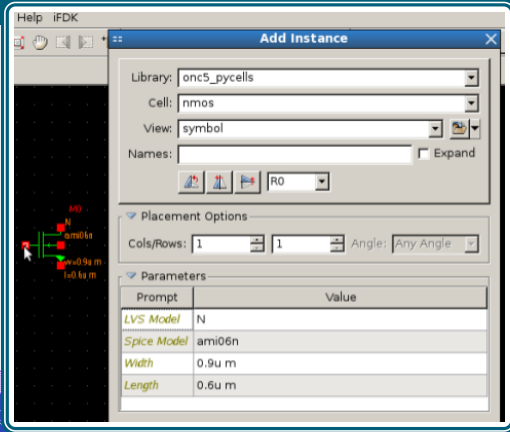 Help iFDK
Add Instance
Library: onc5_pycells
Cell: nmos
View: symbol
Names:
Expand
R0
Placement Options
Cols/Rows: 1 1 Angle: Any Angle
Parameters
Prompt Value
LVS Model N
Spice Model ami06n
Width 0.9u m
Length 0.6u m
M0
N
ami06n
w=0.9u m
l=0.6u m